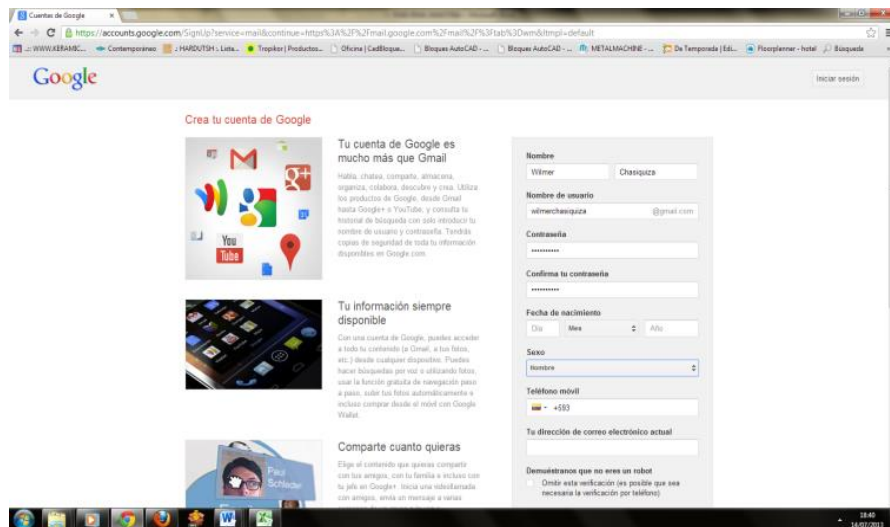 Cuentas de Google
https://accounts.google.com/SignUp?service=mail&continue=https%3A%2F%2Fmail.google.com%2Fmail%2F%3Ftab%3Dwm&ltmpl=default
Contemporáneo
HARDUTSH :. Lista...
Tropikor | Productos...
Oficina | CadBloque...
Bloques AutoCAD - ...
Bloques AutoCAD - ...
METALMACHINE - ...
De Temporada | Edi...
Floorplanner - hotel
Búsqueda
Google
Iniciar sesión
Crea tu cuenta de Google
Tu cuenta de Google es
mucho más que Gmail
Habla, chatea, comparte, almacena,
organiza, colabora, descubre y crea. Utiliza
los productos de Google, desde Gmail
hasta Google+ o YouTube, y consulta tu
historial de búsqueda con solo introducir tu
nombre de usuario y contraseña. Tendrás
copias de seguridad de toda tu información
disponibles en Google.com.
You
Tube
Tu información siempre
disponible
Con una cuenta de Google, puedes acceder
a todo tu contenido (a Gmail, a tus fotos,
etc.) desde cualquier dispositivo. Puedes
hacer búsquedas por voz o utilizando fotos,
usar la función gratuita de navegación paso
a paso, subir tus fotos automáticamente e
incluso comprar desde el móvil con Google
Wallet.
Comparte cuanto quieras
Elige el contenido que quieras compartir
con tus amigos, con tu familia e incluso con
tu jefe en Google+. Inicia una videollamada
con amigos, envía un mensaje a varias
Paul
Schleder
Nombre
Wilmer Chasiquiza
Nombre de usuario
wilmerchasiquiza @gmail.com
Contraseña
••••••••••
Confirma tu contraseña
••••••••••
Fecha de nacimiento
Día Mes Año
Sexo
Hombre
Teléfono móvil
+593
Tu dirección de correo electrónico actual
Demuéstranos que no eres un robot
Omitir esta verificación (es posible que sea
necesaria la verificación por teléfono)
18:40